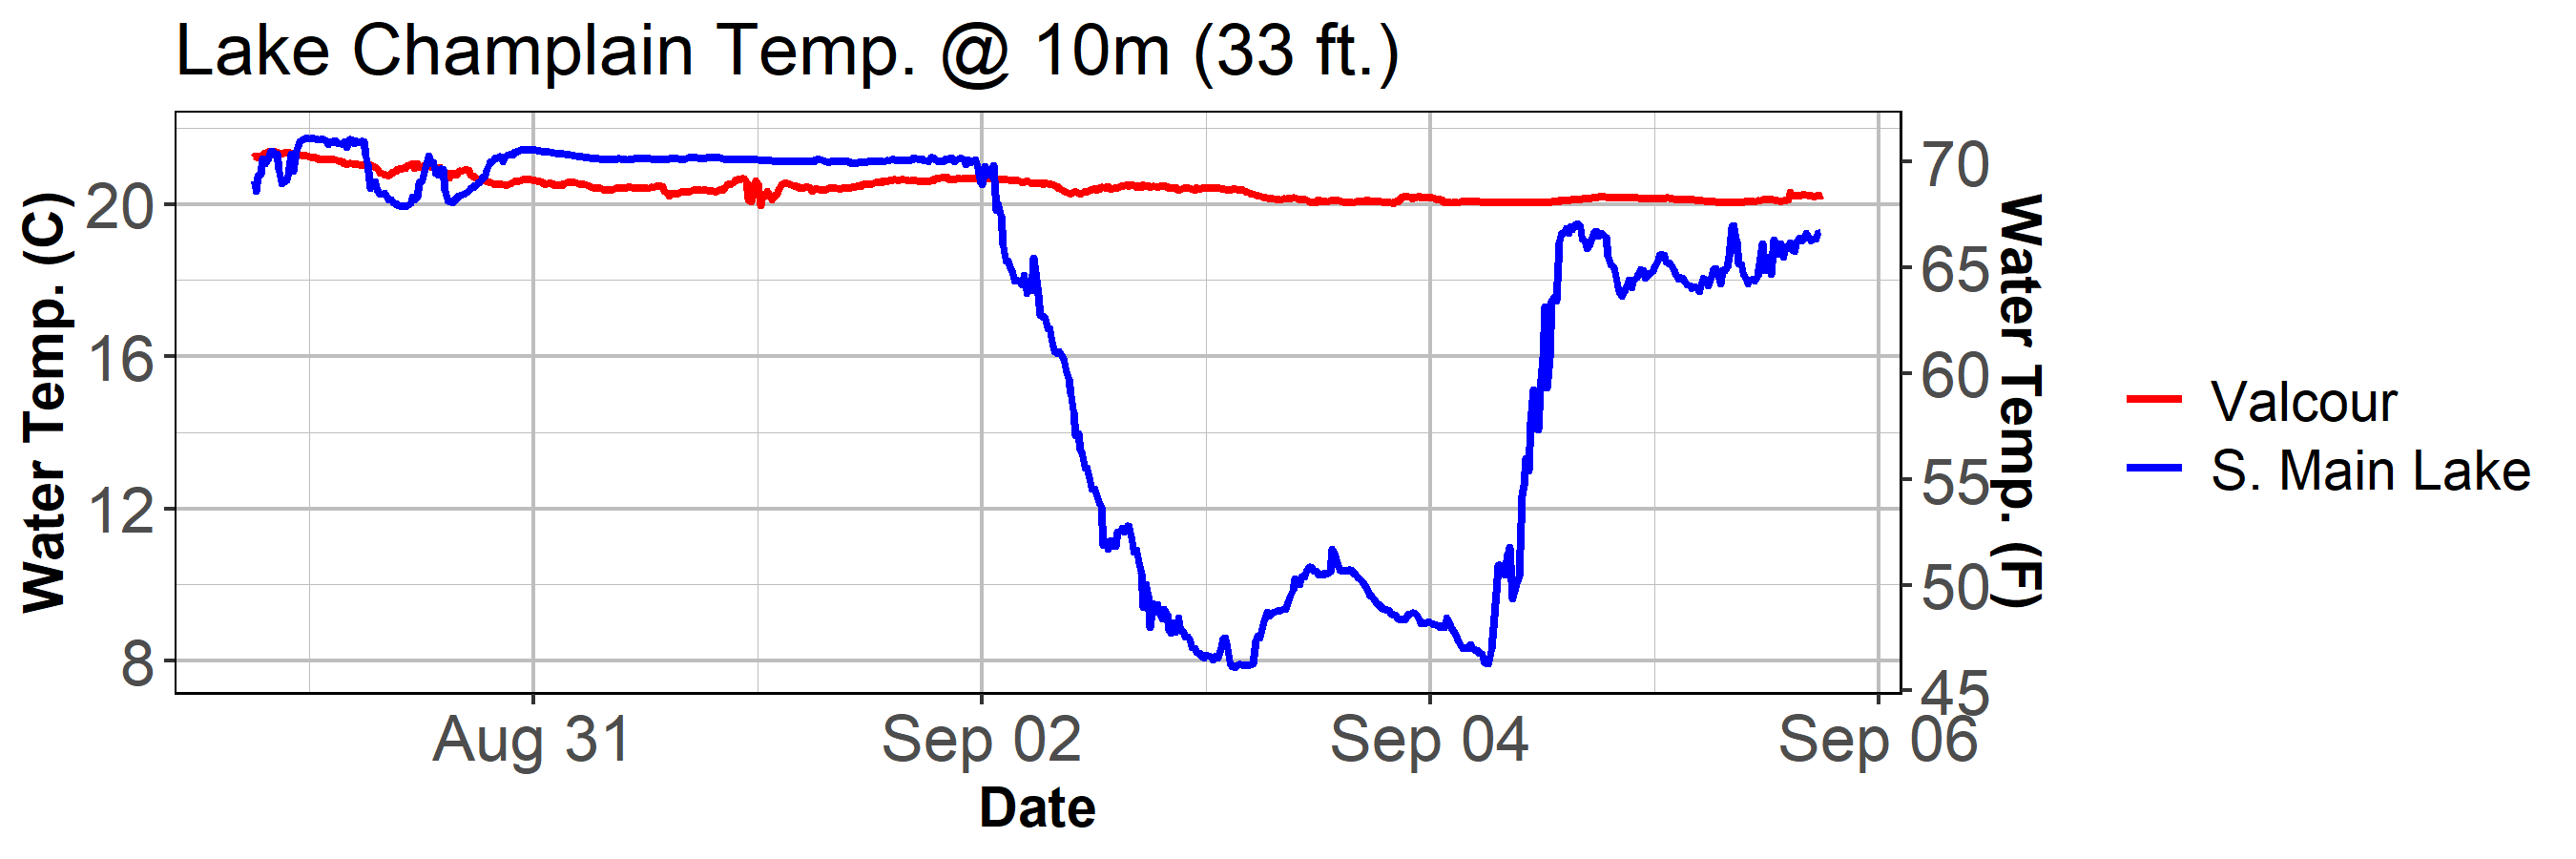 Lake Champlain Temp. @ 10m (33 ft.)
Water Temp. (C)
20
16
12
8
70
65
60
55
50
45
Water Temp. (F)
Aug 31
Sep 02
Sep 04
Sep 06
Date
Valcour
S. Main Lake